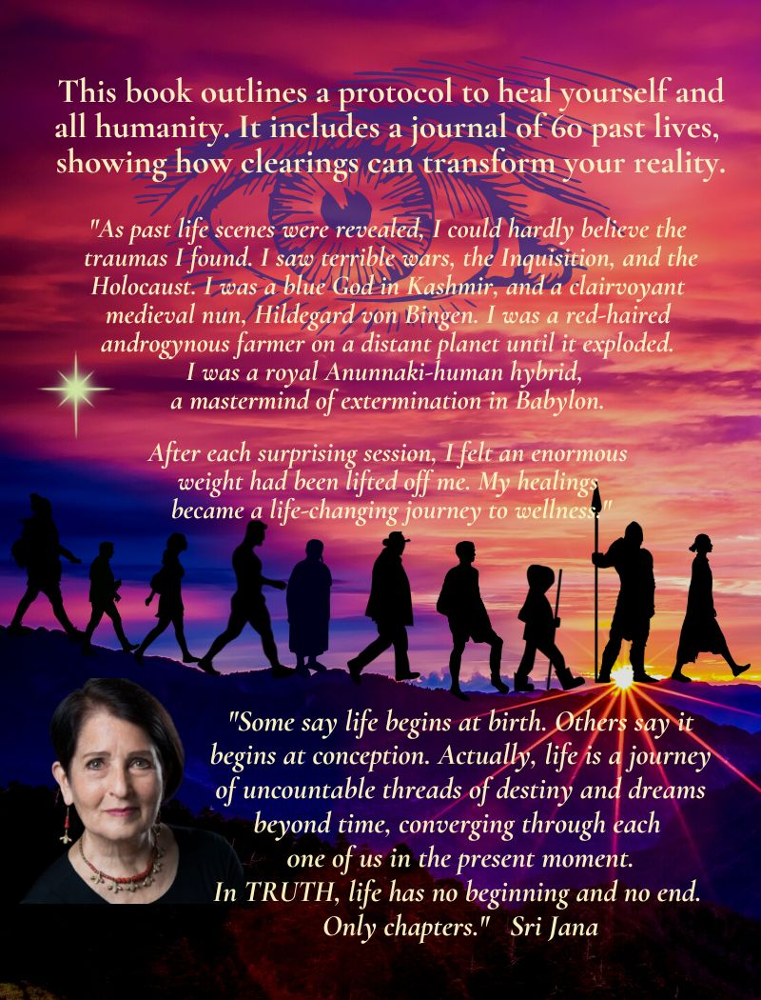 This book outlines a protocol to heal yourself and
all humanity. It includes a journal of 60 past lives,
showing how clearings can transform your reality.
"As past life scenes were revealed, I could hardly believe the
traumas I found. I saw terrible wars, the Inquisition, and the
Holocaust. I was a blue God in Kashmir, and a clairvoyant
medieval nun, Hildegard von Bingen. I was a red-haired
androgynous farmer on a distant planet until it exploded.
I was a royal Anunnaki-human hybrid,
a mastermind of extermination in Babylon.
After each surprising session, I felt an enormous
weight had been lifted off me. My healings
became a life-changing journey to wellness."
"Some say life begins at birth. Others say it
begins at conception. Actually, life is a journey
of uncountable threads of destiny and dreams
beyond time, converging through each
one of us in the present moment.
In TRUTH, life has no beginning and no end.
Only chapters." Sri Jana